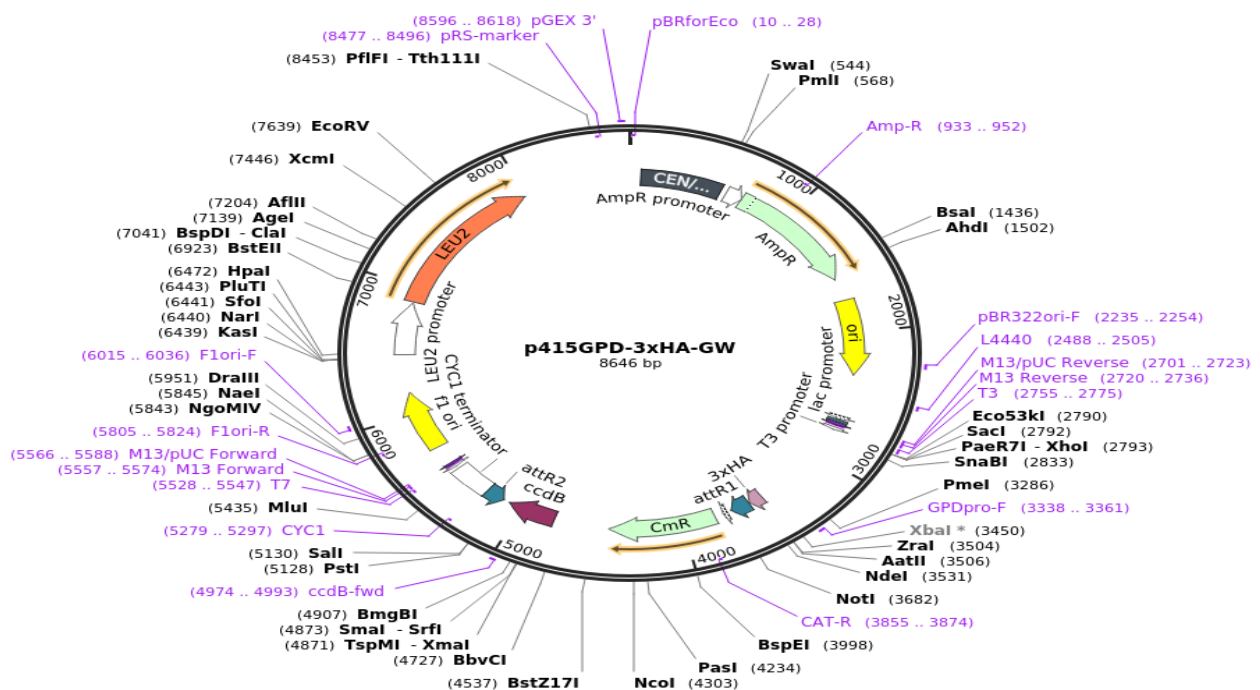 (8596 .. 8618) pGEX 3'
pBRforEco (10 .. 28)
(8477 .. 8496) pRS-marker
(8453) PflFI - Tth111I
SwaI (544)
PmlI (568)
(7639) EcoRV
Amp-R (933 .. 952)
(7446) XcmI
8000
1000
CEN/...
AmpR promoter
(7204) AflII
(7139) AgeI
(7041) BspDI - ClaI
(6923) BstEII
BsaI (1436)
AhdI (1502)
LEU2
AmpR
(6472) HpaI
(6443) PluTI
(6441) SfoI
(6440) NarI
(6439) KasI
7000
2000
LEU2 promoter
ori
p415GPD-3xHA-GW
8646 bp
pBR322ori-F (2235 .. 2254)
L4440 (2488 .. 2505)
M13/pUC Reverse (2701 .. 2723)
M13 Reverse (2720 .. 2736)
T3 (2755 .. 2775)
(6015 .. 6036) F1ori-F
(5951) DraIII
(5845) NaeI
(5843) NgoMIV
(5805 .. 5824) F1ori-R
(5566 .. 5588) M13/pUC Forward
(5557 .. 5574) M13 Forward
(5528 .. 5547) T7
(5435) MluI
lac promoter
T3 promoter
CYC1 terminator
f1 ori
6000
3000
Eco53kI (2790)
SacI (2792)
PaeR7I - XhoI (2793)
SnaBI (2833)
PmeI (3286)
GPDpro-F (3338 .. 3361)
XbaI * (3450)
ZraI (3504)
AatII (3506)
NdeI (3531)
NotI (3682)
3xHA
attR1
attR2
ccdB
CmR
(5279 .. 5297) CYC1
(5130) SalI
(5128) PstI
(4974 .. 4993) ccdB-fwd
5000
4000
(4907) BmgBI
(4873) SmaI - SrfI
(4871) TspMI - XmaI
(4727) BbvCI
(4537) BstZ17I
CAT-R (3855 .. 3874)
BspEI (3998)
PasI (4234)
NcoI (4303)